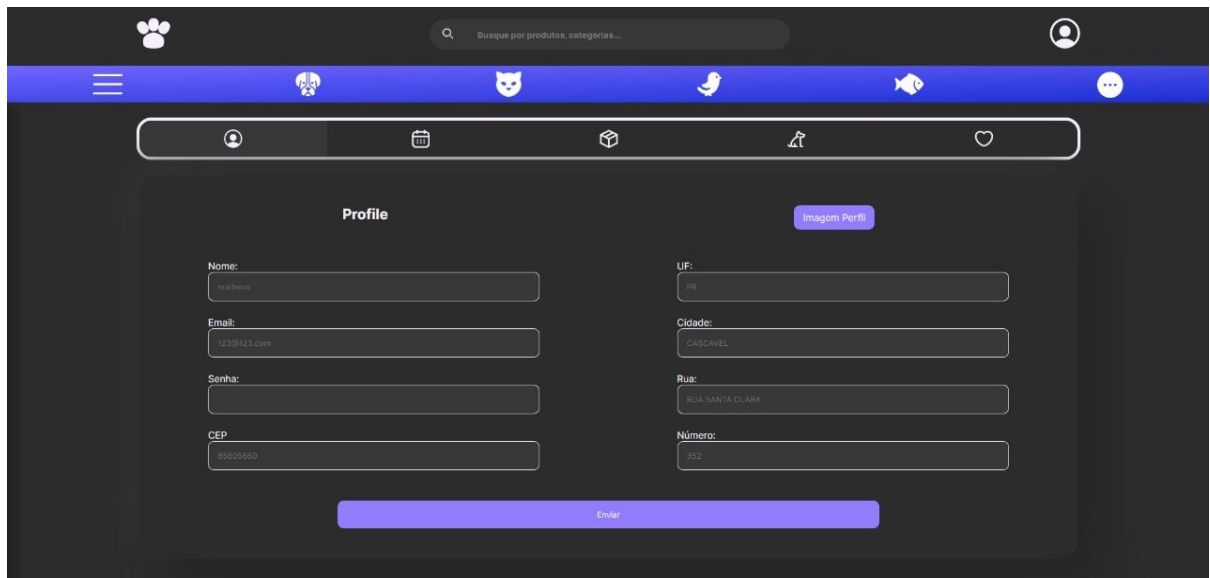 Busque por produtos, categorias...
Profile
Imagem Perfil
Nome:
matheus
UF:
PR
Email:
123@123.com
Cidade:
CASCAVEL
Senha:
Rua:
RUA SANTA CLARA
CEP
85805660
Número:
352
Enviar